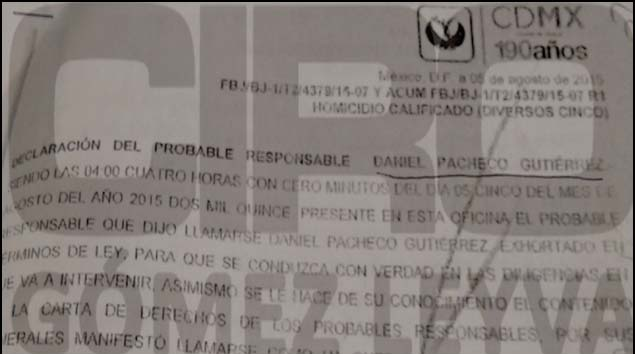 CDMX
190años
México, D.F. a 05 de agosto de 2015
FBJ/BJ-1/T2/4379/15-07 Y ACUM FBJ/BJ-1/T2/4379/15-07 R1
HOMICIDIO CALIFICADO (DIVERSOS CINCO)
DECLARACIÓN DEL PROBABLE RESPONSABLE DANIEL PACHECO GUTIÉRREZ-
SIENDO LAS 04:00 CUATRO HORAS CON CERO MINUTOS DEL DIA 05 CINCO DEL MES DE
AGOSTO DEL AÑO 2015 DOS MIL QUINCE, PRESENTE EN ESTA OFICINA EL PROBABLE
RESPONSABLE QUE DIJO LLAMARSE DANIEL PACHECO GUTIÉRREZ, EXHORTADO EN
TÉRMINOS DE LEY, PARA QUE SE CONDUZCA CON VERDAD EN LAS DILIGENCIAS EN
QUE VA A INTERVENIR, ASIMISMO SE LE HACE DE SU CONOCIMIENTO EL CONTENIDO
LA CARTA DE DERECHOS DE LOS PROBABLES RESPONSABLES, POR SUS
GENERALES MANIFESTÓ LLAMARSE COMO
CIRO
GÓMEZ LEYVA